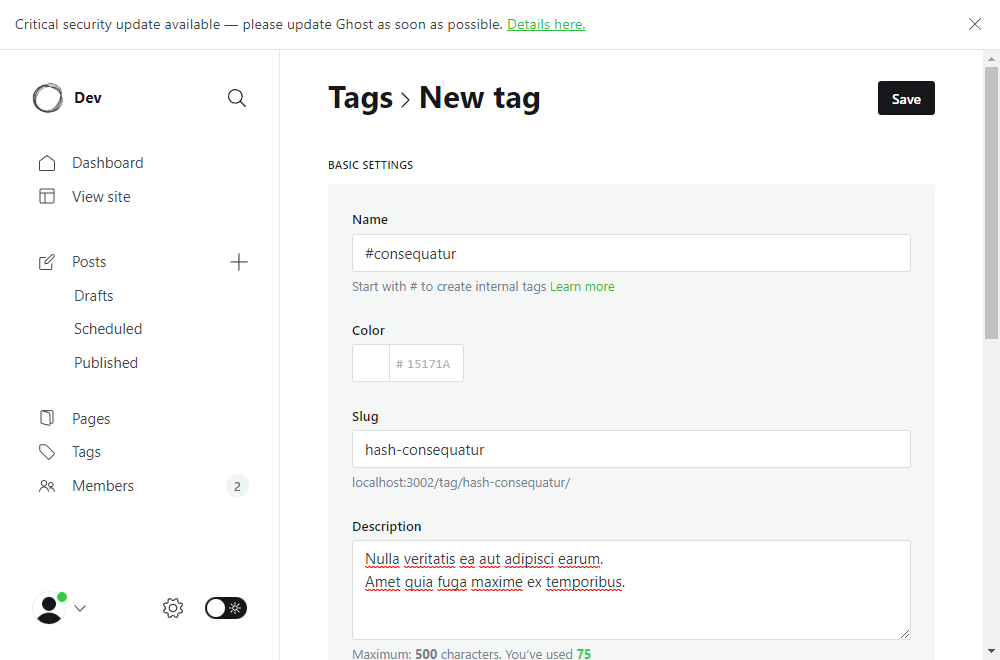 Critical security update available — please update Ghost as soon as possible. Details here.
Dev
Dashboard
View site
Posts
Drafts
Scheduled
Published
Pages
Tags
Members 2
Tags › New tag
Save
BASIC SETTINGS
Name
#consequatur
Start with # to create internal tags Learn more
Color
# 15171A
Slug
hash-consequatur
localhost:3002/tag/hash-consequatur/
Description
Nulla veritatis ea aut adipisci earum.
Amet quia fuga maxime ex temporibus.
Maximum: 500 characters. You’ve used 75